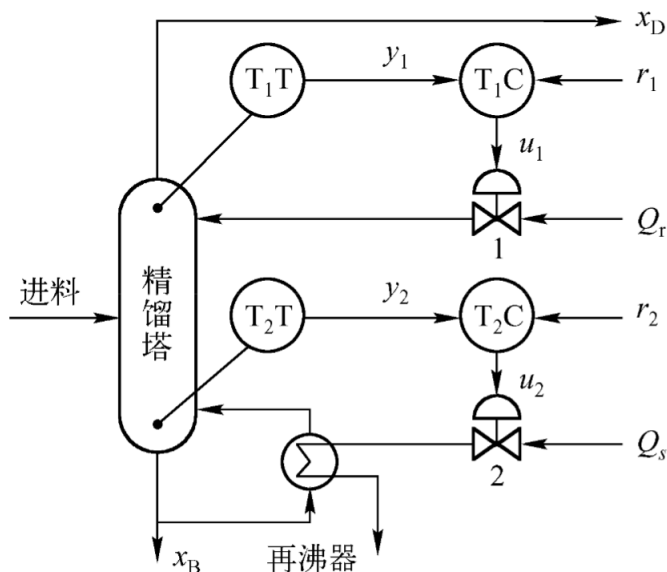 x_D
T₁T
y₁
T₁C
r₁
u₁
1
Q_r
进料
精馏塔
T₂T
y₂
T₂C
r₂
u₂
2
Q_s
x_B
再沸器